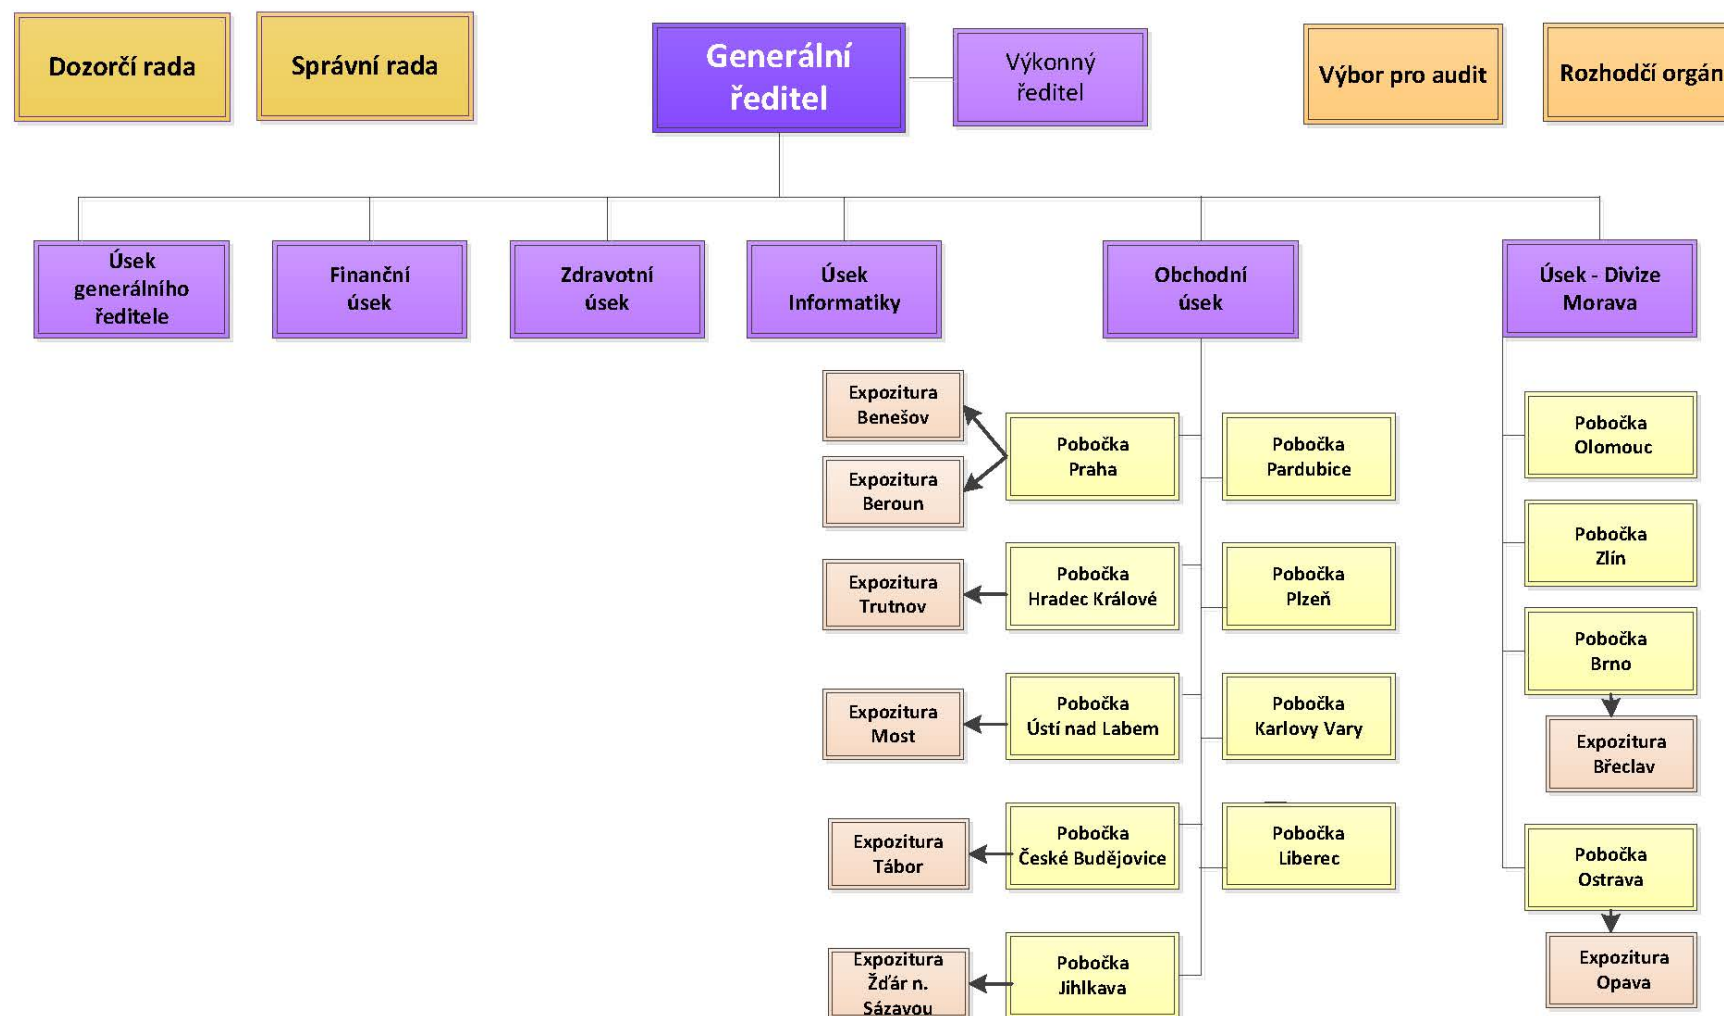 Dozorčí rada
Správní rada
Generální
ředitel
Výkonný
ředitel
Výbor pro audit
Rozhodčí orgán
Úsek
generálního
ředitele
Finanční
úsek
Zdravotní
úsek
Úsek
Informatiky
Obchodní
úsek
Úsek - Divize
Morava
Expozitura
Benešov
Expozitura
Beroun
Pobočka
Praha
Pobočka
Pardubice
Pobočka
Olomouc
Pobočka
Zlín
Expozitura
Trutnov
Pobočka
Hradec Králové
Pobočka
Plzeň
Pobočka
Brno
Expozitura
Most
Pobočka
Ústí nad Labem
Pobočka
Karlovy Vary
Expozitura
Břeclav
Expozitura
Tábor
Pobočka
České Budějovice
Pobočka
Liberec
Pobočka
Ostrava
Expozitura
Žďár n.
Sázavou
Pobočka
Jihlkava
Expozitura
Opava